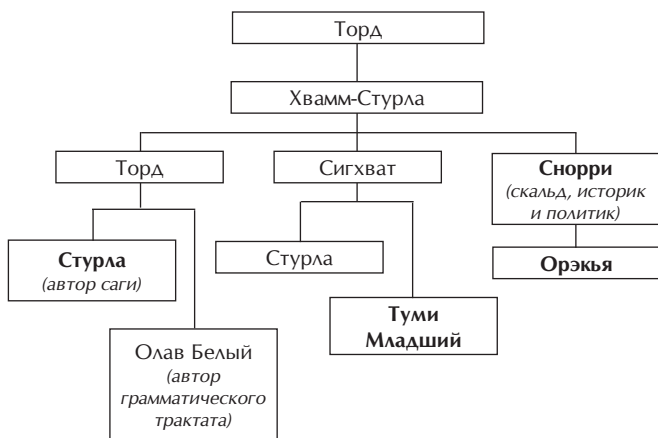 Торд
Хвамм-Стурла
Торд
Сигхват
Снорри
(скальд, историк
и политик)
Стурла
(автор саги)
Стурла
Орэкья
Туми
Младший
Олав Белый
(автор
грамматического
трактата)